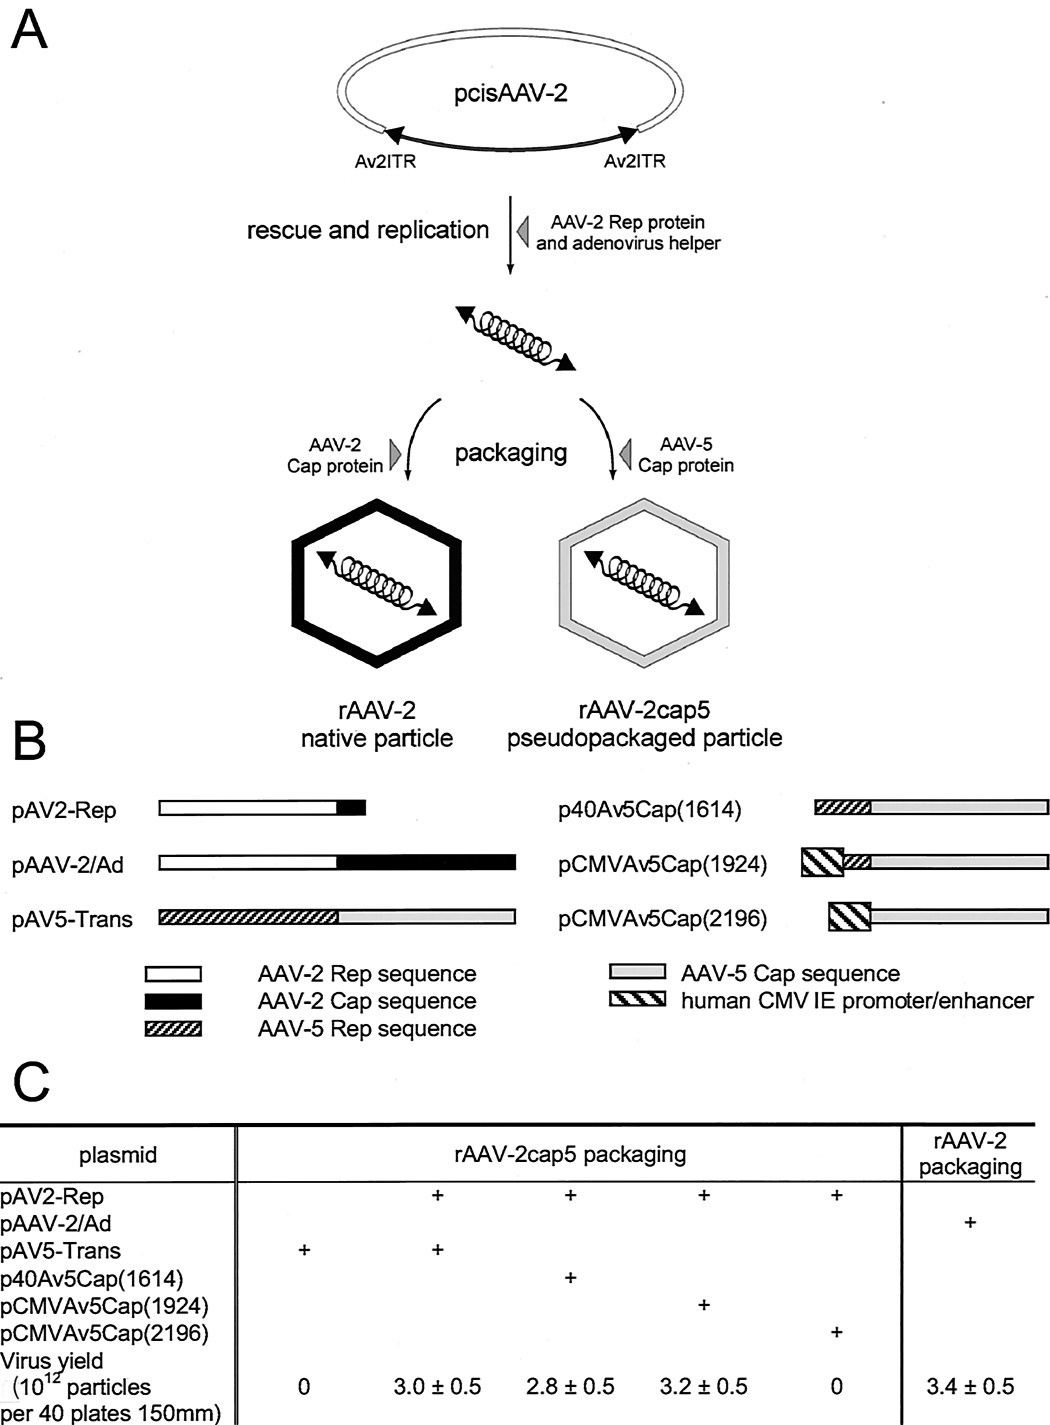 A
pcisAAV-2
Av2ITR Av2ITR
rescue and replication
AAV-2 Rep protein
and adenovirus helper
AAV-2
Cap protein
packaging
AAV-5
Cap protein
rAAV-2
native particle
rAAV-2cap5
pseudopackaged particle
B
pAV2-Rep
pAAV-2/Ad
pAV5-Trans
p40Av5Cap(1614)
pCMVAv5Cap(1924)
pCMVAv5Cap(2196)
AAV-2 Rep sequence
AAV-2 Cap sequence
AAV-5 Rep sequence
AAV-5 Cap sequence
human CMV IE promoter/enhancer
C
plasmid rAAV-2cap5 packaging rAAV-2 packaging
pAV2-Rep + + + +
pAAV-2/Ad +
pAV5-Trans + +
p40Av5Cap(1614) +
pCMVAv5Cap(1924) +
pCMVAv5Cap(2196) +
Virus yield
(10^12 particles 0 3.0 ± 0.5 2.8 ± 0.5 3.2 ± 0.5 0 3.4 ± 0.5
per 40 plates 150mm)